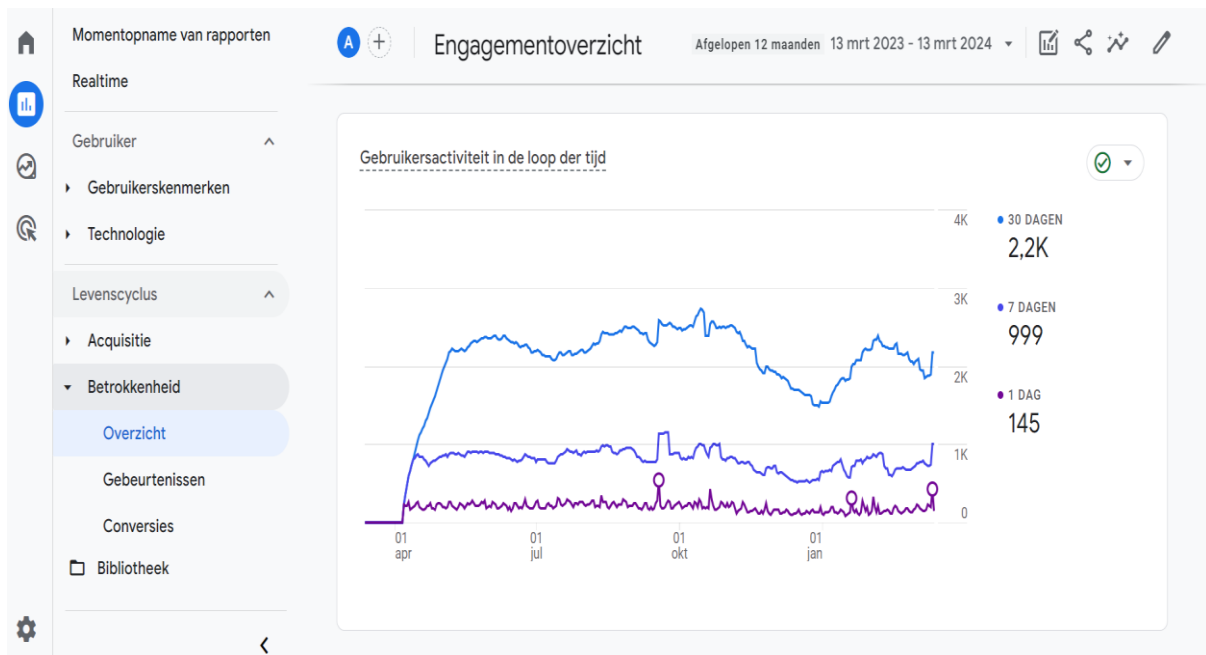 Momentopname van rapporten
Realtime
Gebruiker
Gebruikerskenmerken
Technologie
Levenscyclus
Acquisitie
Betrokkenheid
Overzicht
Gebeurtenissen
Conversies
Bibliotheek
A
Engagementoverzicht
Afgelopen 12 maanden 13 mrt 2023 - 13 mrt 2024
Gebruikersactiviteit in de loop der tijd
4K
3K
2K
1K
0
01 apr
01 jul
01 okt
01 jan
30 DAGEN
2,2K
7 DAGEN
999
1 DAG
145